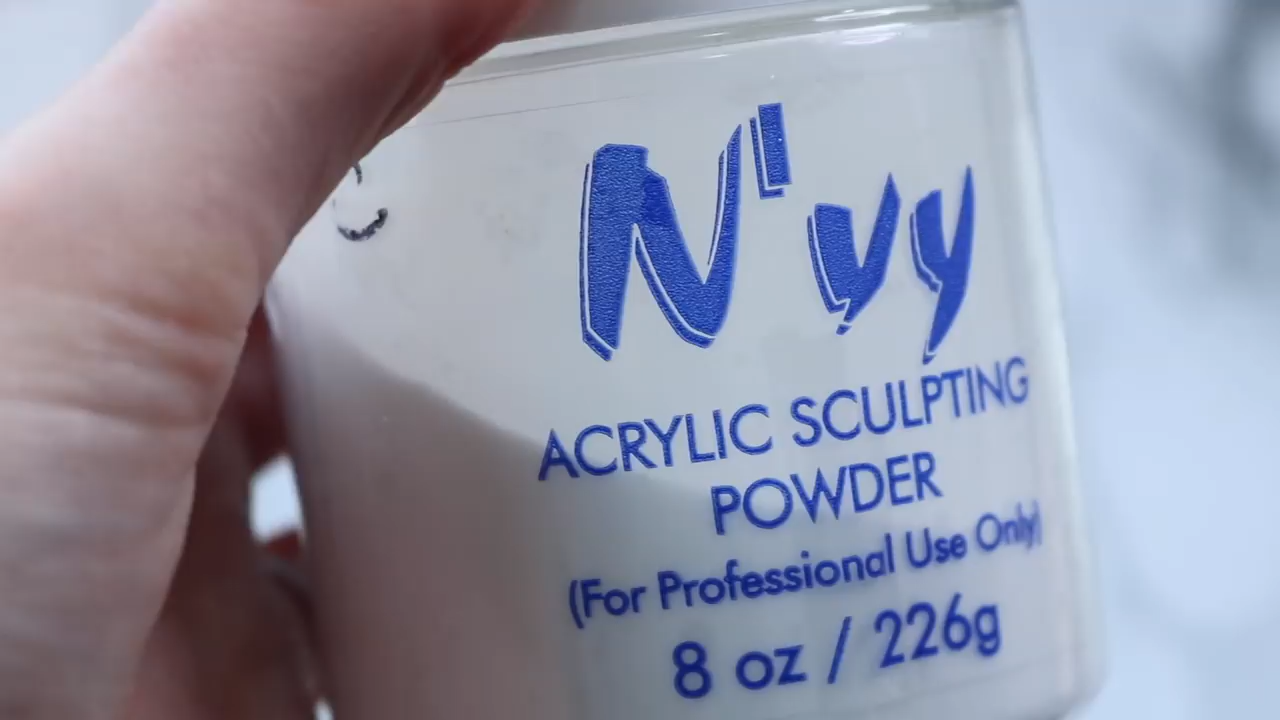 N'vy
ACRYLIC SCULPTING
POWDER
(For Professional Use Only)
8 oz / 226g